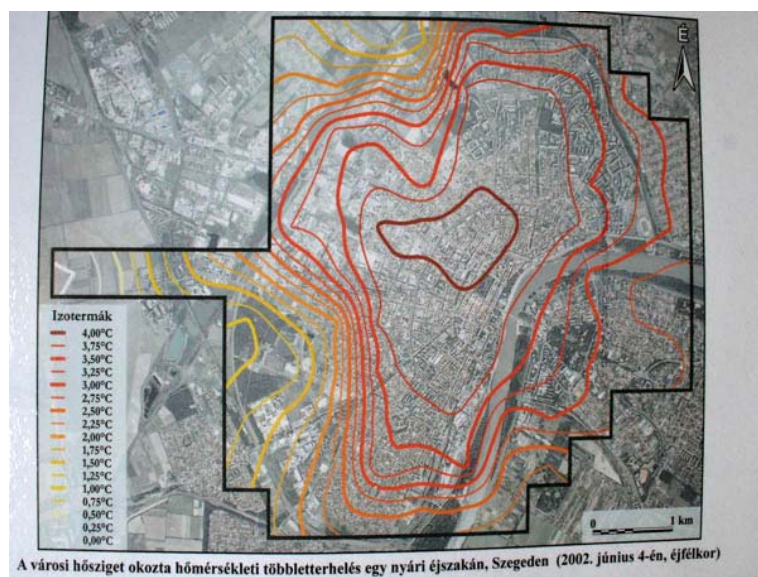 É
Izotermák
4,00°C
3,75°C
3,50°C
3,25°C
3,00°C
2,75°C
2,50°C
2,25°C
2,00°C
1,75°C
1,50°C
1,25°C
1,00°C
0,75°C
0,50°C
0,25°C
0,00°C
0 1 km
A városi hősziget okozta hőmérsékleti többletterhelés egy nyári éjszakán, Szegeden (2002. június 4-én, éjfélkor)